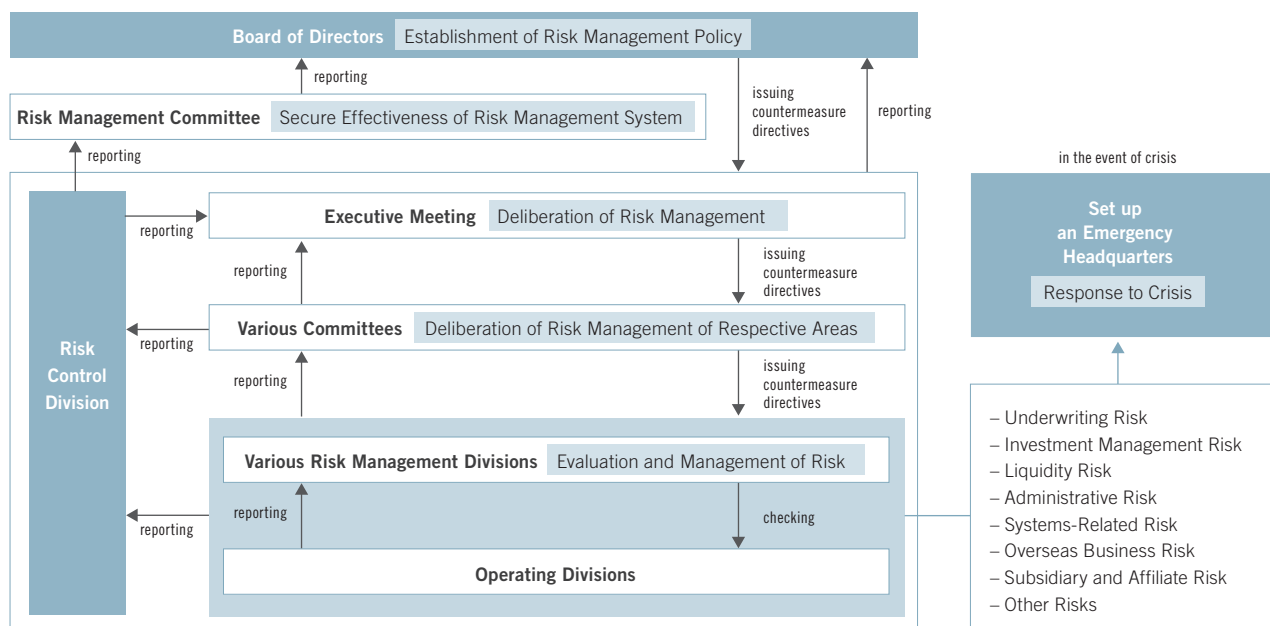 Board of Directors Establishment of Risk Management Policy
reporting
issuing
countermeasure
directives
reporting
Risk Management Committee Secure Effectiveness of Risk Management System
reporting
in the event of crisis
Set up
an Emergency
Headquarters
Response to Crisis
Executive Meeting Deliberation of Risk Management
reporting
reporting
issuing
countermeasure
directives
Various Committees Deliberation of Risk Management of Respective Areas
reporting
Risk
Control
Division
reporting
issuing
countermeasure
directives
Various Risk Management Divisions Evaluation and Management of Risk
reporting
reporting
checking
Operating Divisions
– Underwriting Risk
– Investment Management Risk
– Liquidity Risk
– Administrative Risk
– Systems-Related Risk
– Overseas Business Risk
– Subsidiary and Affiliate Risk
– Other Risks